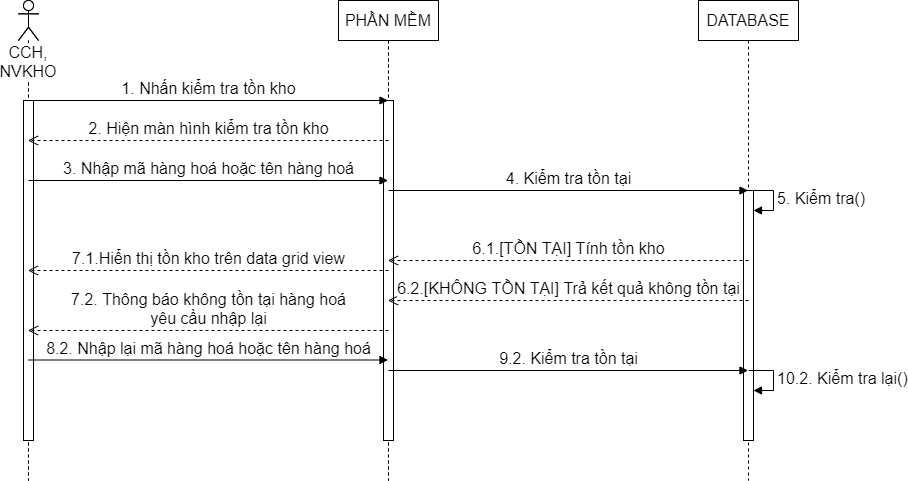 CCH,
NVKHO
PHẦN MỀM
DATABASE
1. Nhấn kiểm tra tồn kho
2. Hiện màn hình kiểm tra tồn kho
3. Nhập mã hàng hoá hoặc tên hàng hoá
4. Kiểm tra tồn tại
5. Kiểm tra()
6.1.[TỒN TẠI] Tính tồn kho
7.1.Hiển thị tồn kho trên data grid view
6.2.[KHÔNG TỒN TẠI] Trả kết quả không tồn tại
7.2. Thông báo không tồn tại hàng hoá
yêu cầu nhập lại
8.2. Nhập lại mã hàng hoá hoặc tên hàng hoá
9.2. Kiểm tra tồn tại
10.2. Kiểm tra lại()